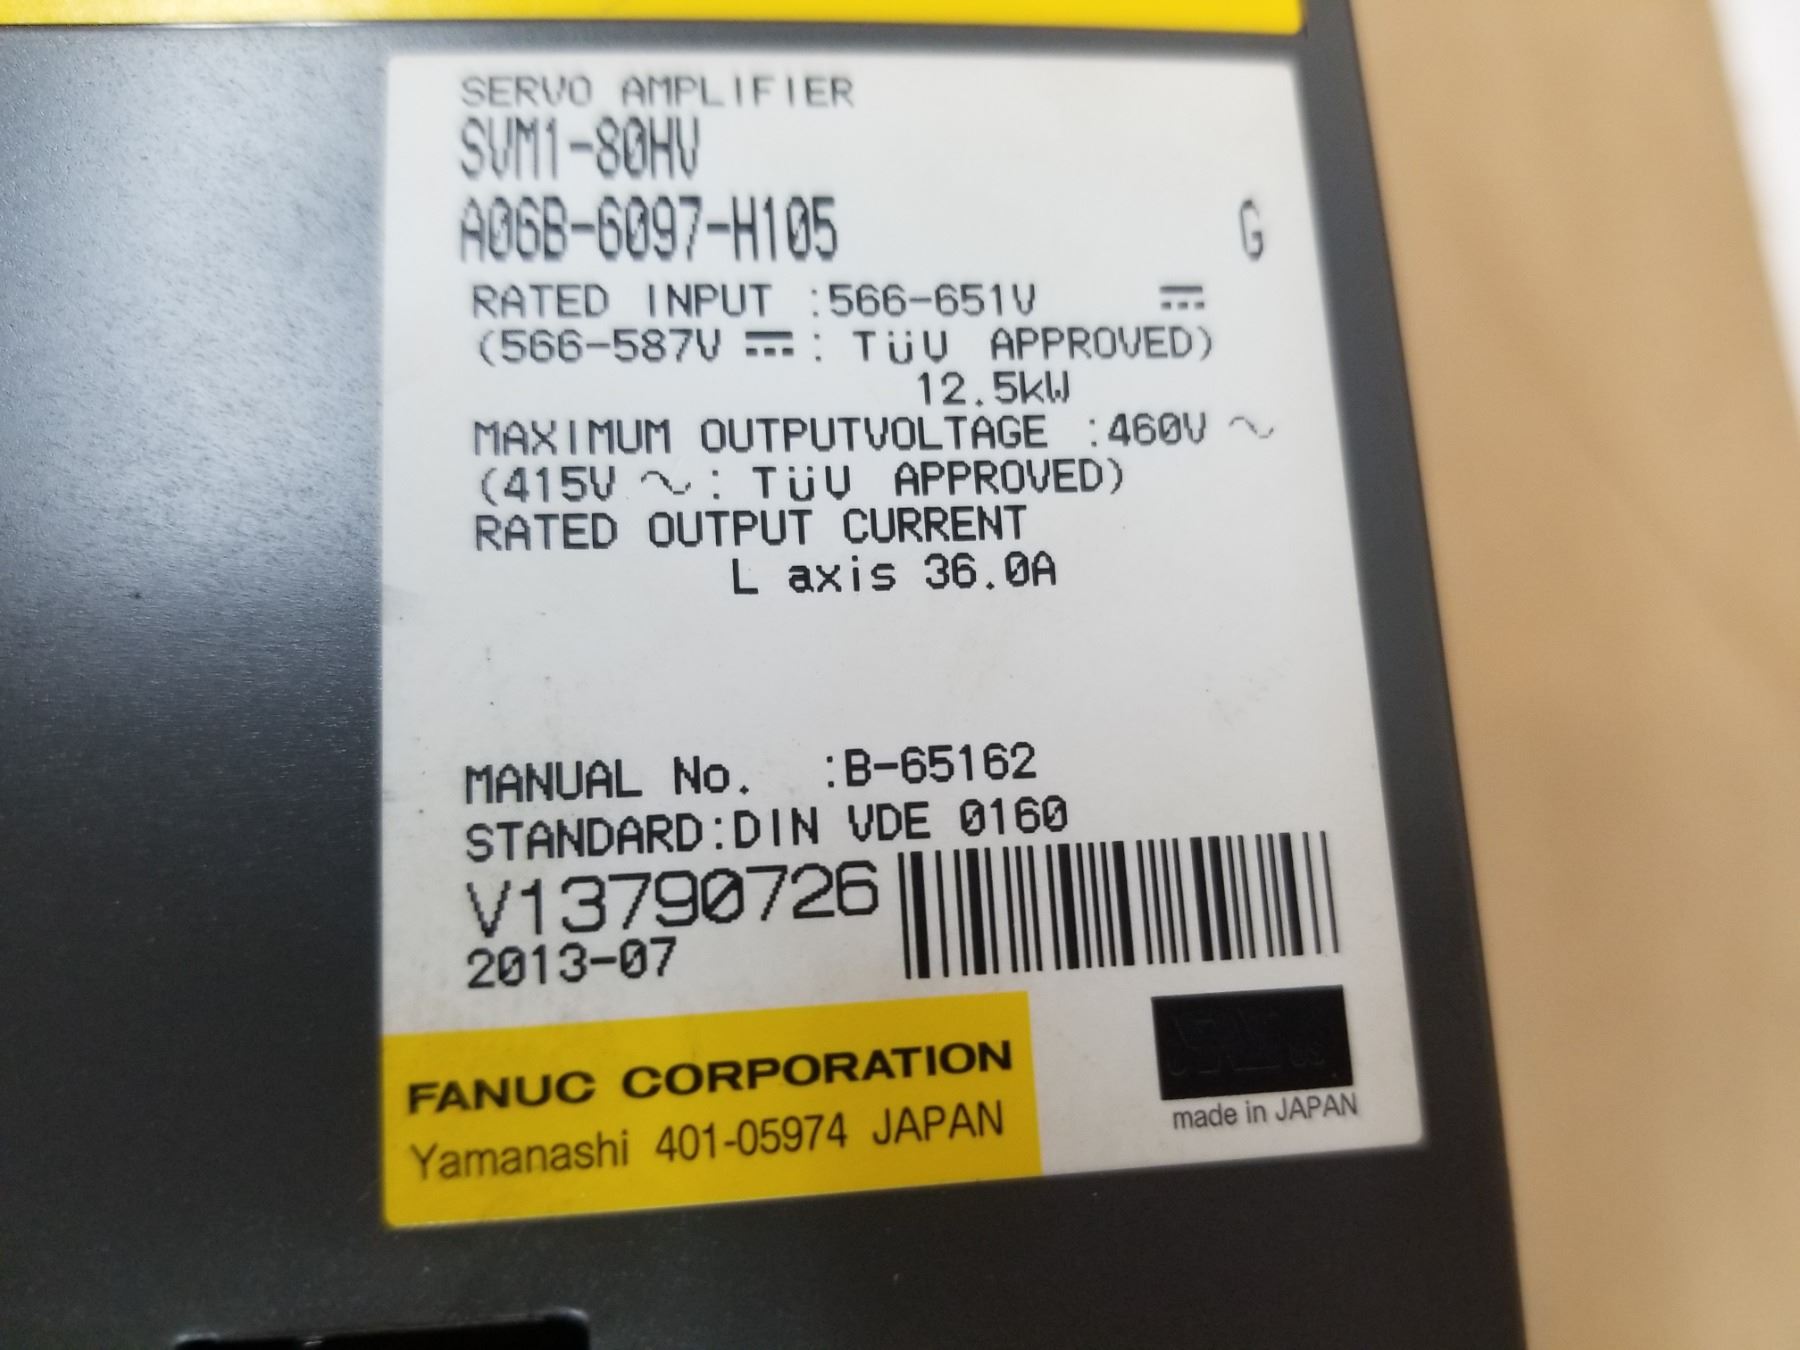 SERVO AMPLIFIER
SVM1-80HV
A06B-6097-H105 G
RATED INPUT :566-651V ⎓
(566-587V ⎓: TüV APPROVED)
12.5kW
MAXIMUM OUTPUTVOLTAGE :460V ~
(415V ~: TüV APPROVED)
RATED OUTPUT CURRENT
L axis 36.0A
MANUAL No. :B-65162
STANDARD:DIN VDE 0160
V13790726
2013-07
FANUC CORPORATION
Yamanashi 401-05974 JAPAN
made in JAPAN